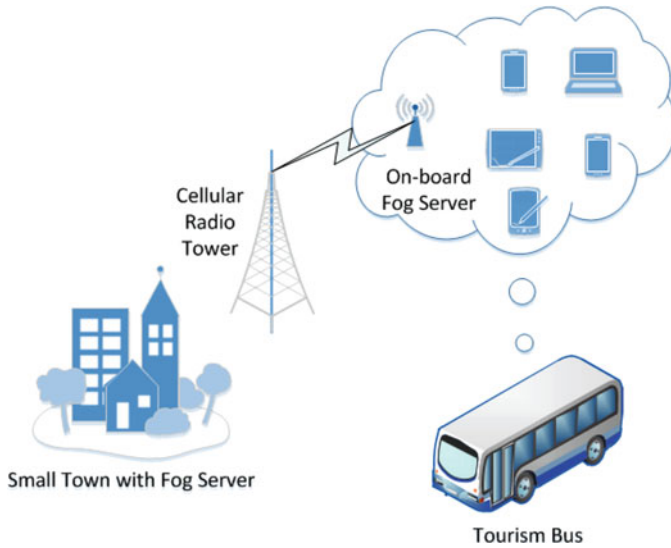 On-board
Fog Server
Cellular
Radio
Tower
Small Town with Fog Server
Tourism Bus